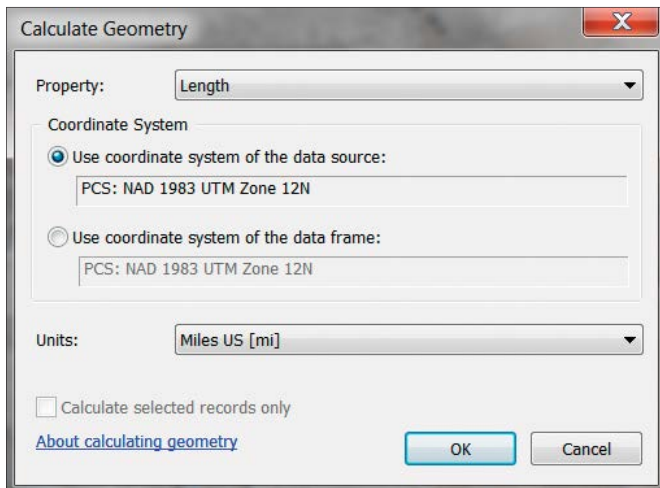 Calculate Geometry
Property: Length
Coordinate System
Use coordinate system of the data source:
PCS: NAD 1983 UTM Zone 12N
Use coordinate system of the data frame:
PCS: NAD 1983 UTM Zone 12N
Units: Miles US [mi]
Calculate selected records only
About calculating geometry OK Cancel